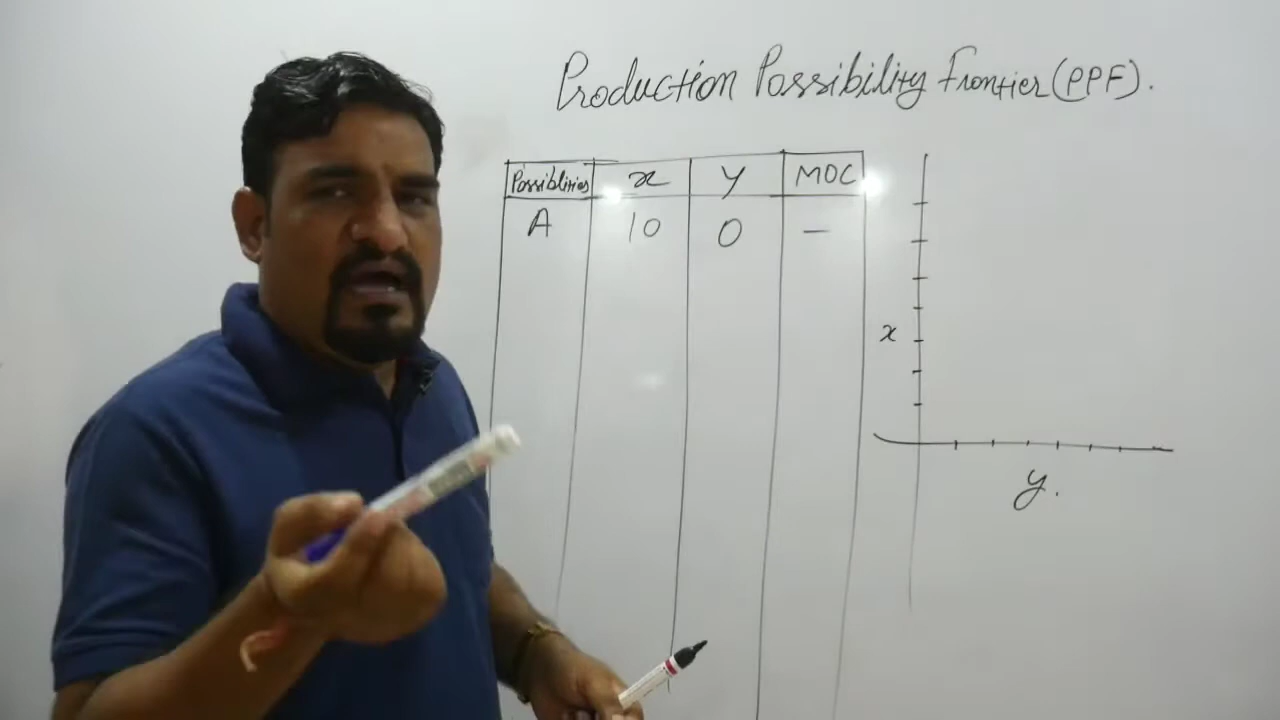 Production Possibility Frontier (PPF).
Possiblities x y MOC
A 10 0 —
x
y.